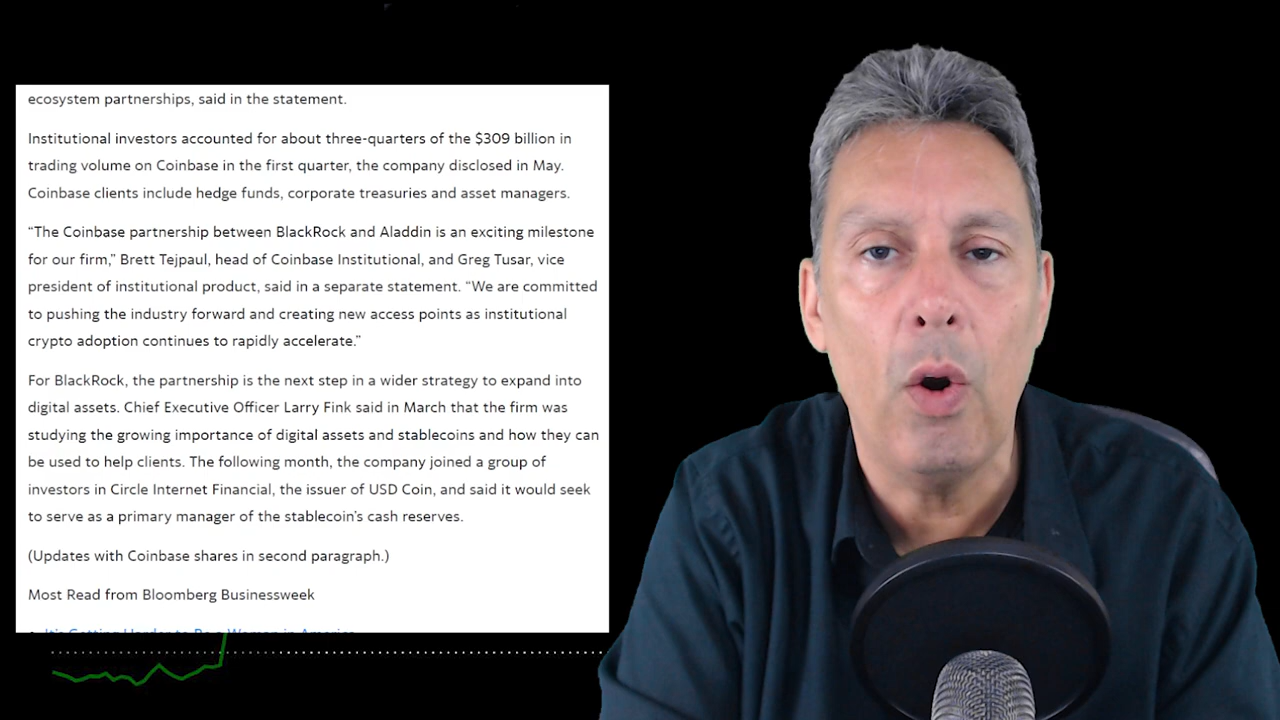 ecosystem partnerships, said in the statement.
Institutional investors accounted for about three-quarters of the $309 billion in
trading volume on Coinbase in the first quarter, the company disclosed in May.
Coinbase clients include hedge funds, corporate treasuries and asset managers.
“The Coinbase partnership between BlackRock and Aladdin is an exciting milestone
for our firm,” Brett Tejpaul, head of Coinbase Institutional, and Greg Tusar, vice
president of institutional product, said in a separate statement. “We are committed
to pushing the industry forward and creating new access points as institutional
crypto adoption continues to rapidly accelerate.”
For BlackRock, the partnership is the next step in a wider strategy to expand into
digital assets. Chief Executive Officer Larry Fink said in March that the firm was
studying the growing importance of digital assets and stablecoins and how they can
be used to help clients. The following month, the company joined a group of
investors in Circle Internet Financial, the issuer of USD Coin, and said it would seek
to serve as a primary manager of the stablecoin’s cash reserves.
(Updates with Coinbase shares in second paragraph.)
Most Read from Bloomberg Businessweek
It's Getting Harder to Be a Woman in America